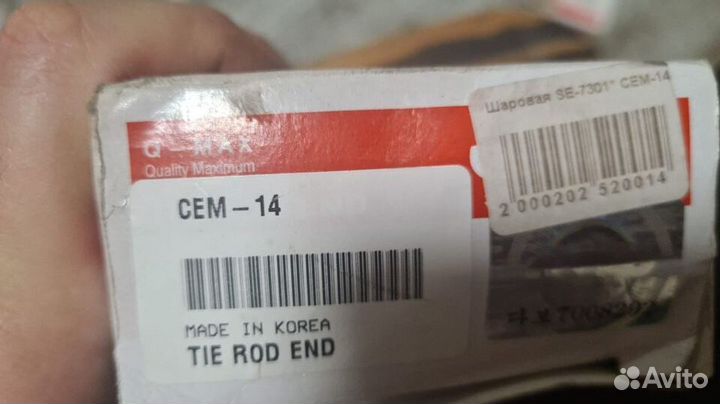 Q - MAX
Quality Maximum
CEM-14
MADE IN KOREA
TIE ROD END
Шаровая SE-7301" CEM-14
2 000202 520014
Avito